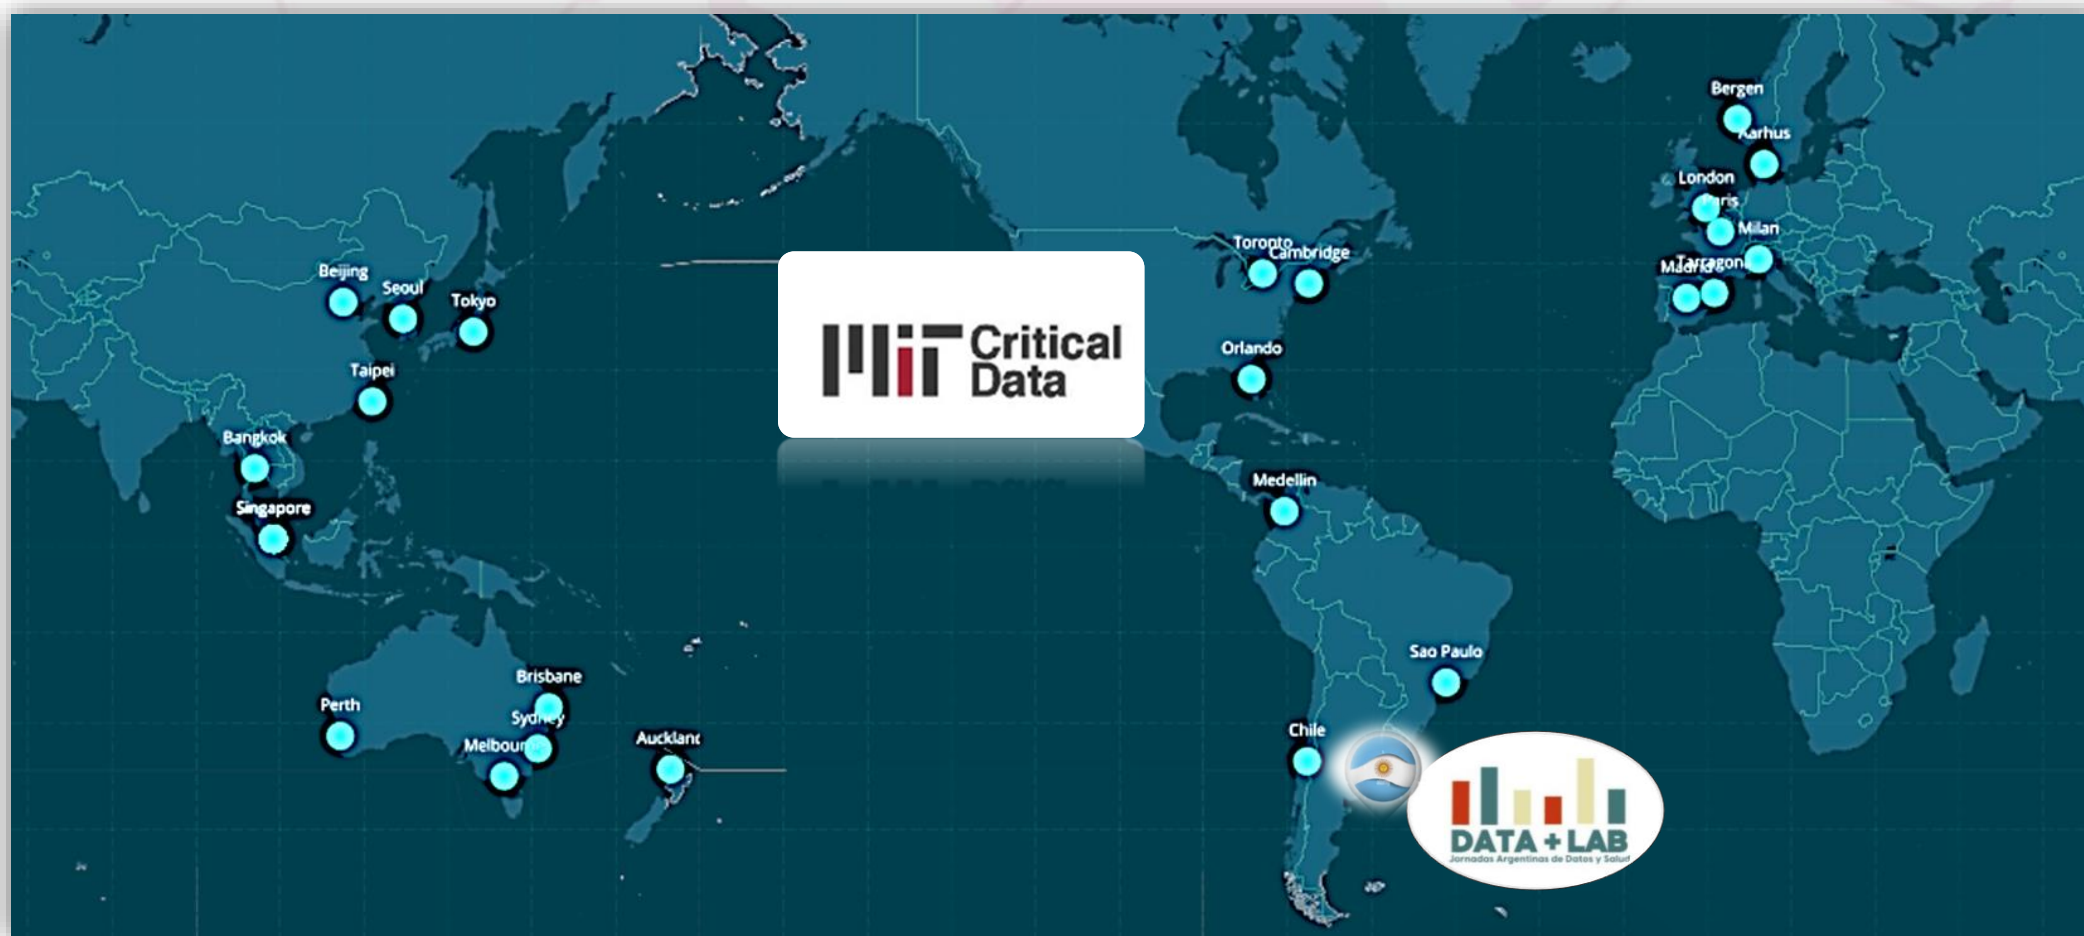 Bergen
Aarhus
London
Paris
Milan
Toronto
Cambridge
Madrid
Tarragon
Beijing
Seoul
Tokyo
MiT Critical
Data
Orlando
Taipei
Bangkok
Medellin
Singapore
Sao Paulo
Brisbane
Perth
Sydney
Chile
Auckland
Melbourne
DATA + LAB
Jornadas Argentinas de Datos y Salud